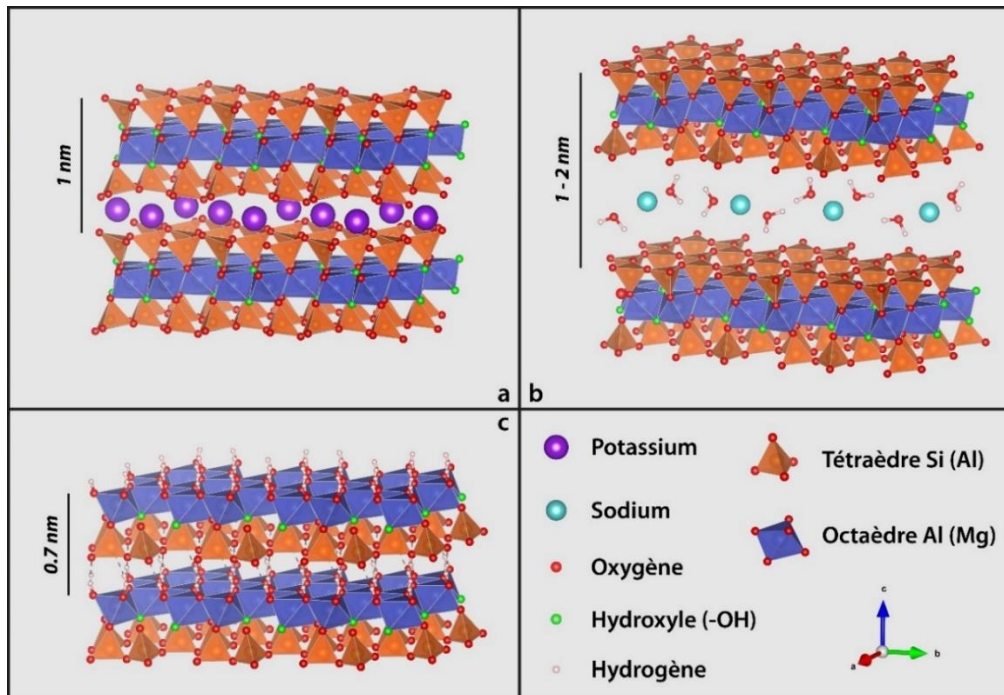 1 nm
a
1 - 2 nm
b
0.7 nm
c
Potassium
Sodium
Oxygène
Hydroxyle (-OH)
Hydrogène
Tétraèdre Si (Al)
Octaèdre Al (Mg)
c
a
b